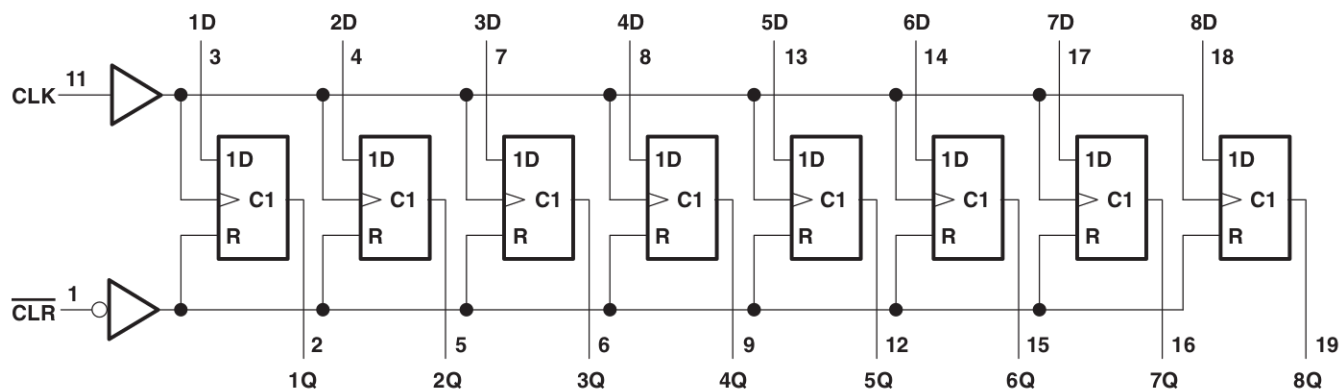 1D 2D 3D 4D 5D 6D 7D 8D
3 4 7 8 13 14 17 18
CLK 11
1D 1D 1D 1D 1D 1D 1D 1D
C1 C1 C1 C1 C1 C1 C1 C1
R R R R R R R R
C̅L̅R̅ 1
2 5 6 9 12 15 16 19
1Q 2Q 3Q 4Q 5Q 6Q 7Q 8Q